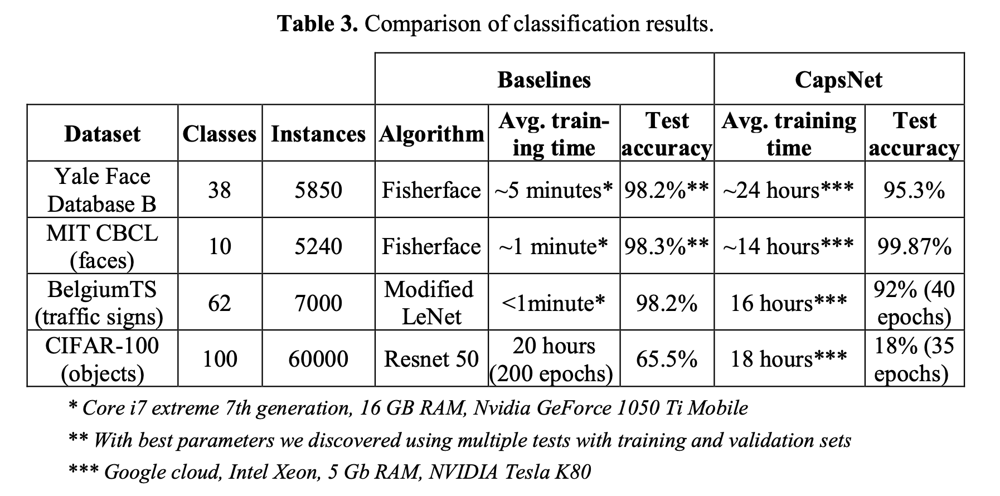 Table 3. Comparison of classification results.
Baselines CapsNet
Dataset Classes Instances Algorithm Avg. train-
ing time Test
accuracy Avg. training
time Test
accuracy
Yale Face
Database B 38 5850 Fisherface ~5 minutes* 98.2%** ~24 hours*** 95.3%
MIT CBCL
(faces) 10 5240 Fisherface ~1 minute* 98.3%** ~14 hours*** 99.87%
BelgiumTS
(traffic signs) 62 7000 Modified
LeNet <1minute* 98.2% 16 hours*** 92% (40
epochs)
CIFAR-100
(objects) 100 60000 Resnet 50 20 hours
(200 epochs) 65.5% 18 hours*** 18% (35
epochs)
* Core i7 extreme 7th generation, 16 GB RAM, Nvidia GeForce 1050 Ti Mobile
** With best parameters we discovered using multiple tests with training and validation sets
*** Google cloud, Intel Xeon, 5 Gb RAM, NVIDIA Tesla K80